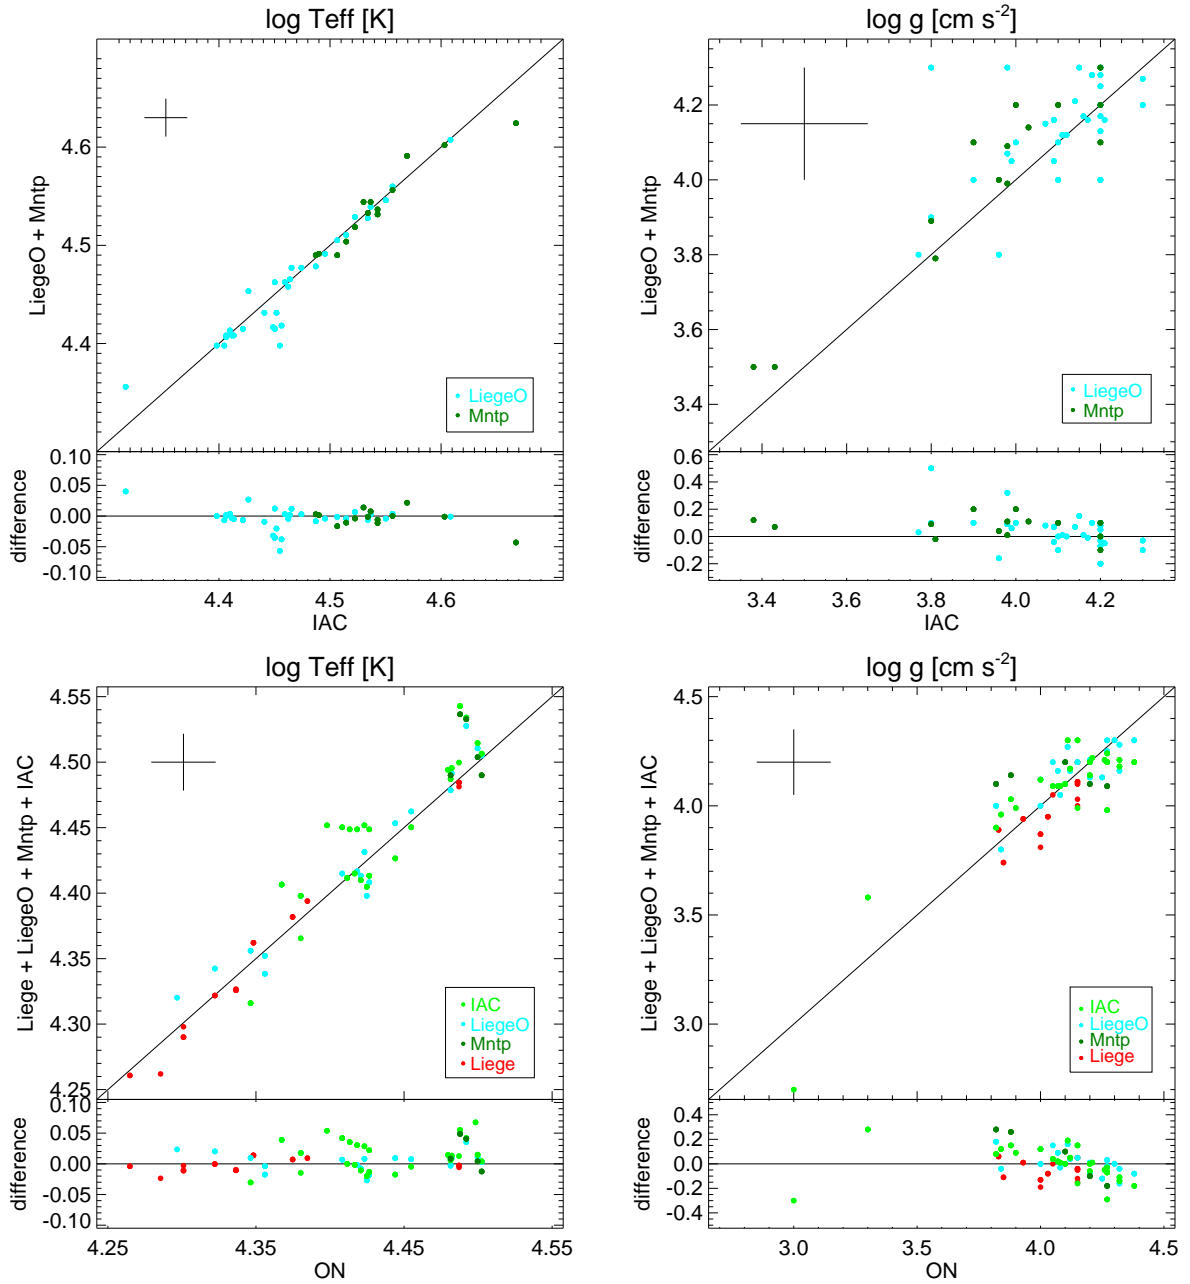 log Teff [K]
LiegeO + Mntp
4.6
4.5
4.4
LiegeO
Mntp
difference
0.10
0.05
0.00
-0.05
-0.10
4.4 4.5 4.6
IAC
log g [cm s-2]
LiegeO + Mntp
4.2
4.0
3.8
3.6
3.4
LiegeO
Mntp
difference
0.6
0.4
0.2
0.0
-0.2
3.4 3.6 3.8 4.0 4.2
IAC
log Teff [K]
Liege + LiegeO + Mntp + IAC
4.55
4.50
4.45
4.40
4.35
4.30
4.25
IAC
LiegeO
Mntp
Liege
difference
0.10
0.05
0.00
-0.05
-0.10
4.25 4.35 4.45 4.55
ON
log g [cm s-2]
Liege + LiegeO + Mntp + IAC
4.5
4.0
3.5
3.0
IAC
LiegeO
Mntp
Liege
difference
0.4
0.2
0.0
-0.2
-0.4
3.0 3.5 4.0 4.5
ON